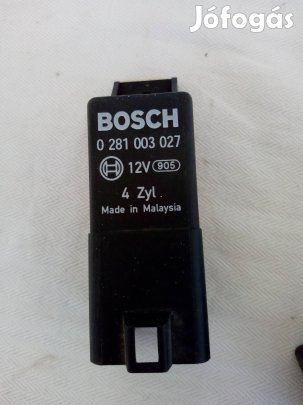 Jófogás
BOSCH
0 281 003 027
12V 905
4 Zyl
Made in Malaysia